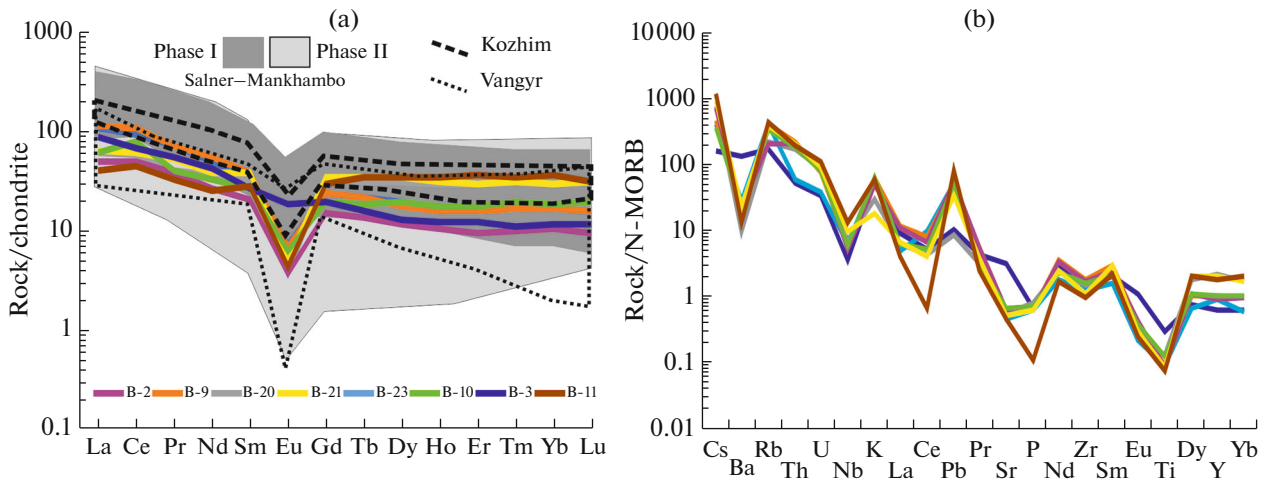 (a)
1000
100
10
1
0.1
Rock/chondrite
Phase I
Phase II
Salner–Mankhambo
Kozhim
Vangyr
B-2 B-9 B-20 B-21 B-23 B-10 B-3 B-11
La Ce Pr Nd Sm Eu Gd Tb Dy Ho Er Tm Yb Lu
(b)
10000
1000
100
10
1
0.1
0.01
Rock/N-MORB
Cs Rb U K Ce Pr P Zr Eu Dy Yb
Ba Th Nb La Pb Sr Nd Sm Ti Y